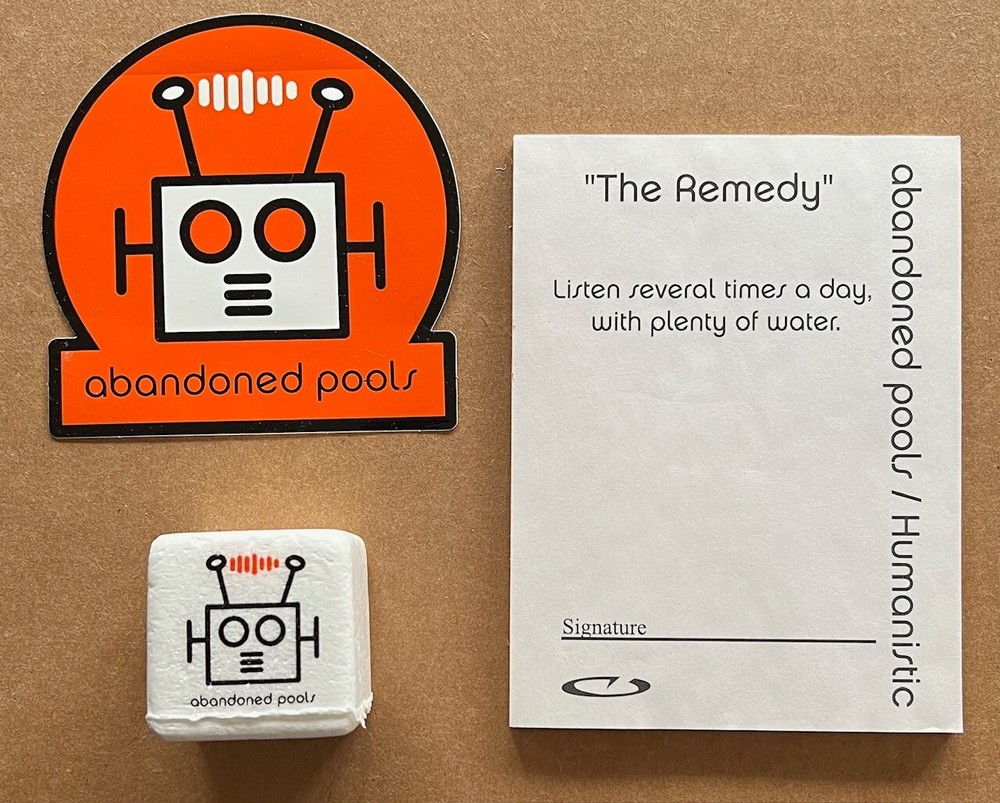 abandoned pools
"The Remedy"
Listen several times a day,
with plenty of water.
Signature
abandoned pools / Humanistic
abandoned pools